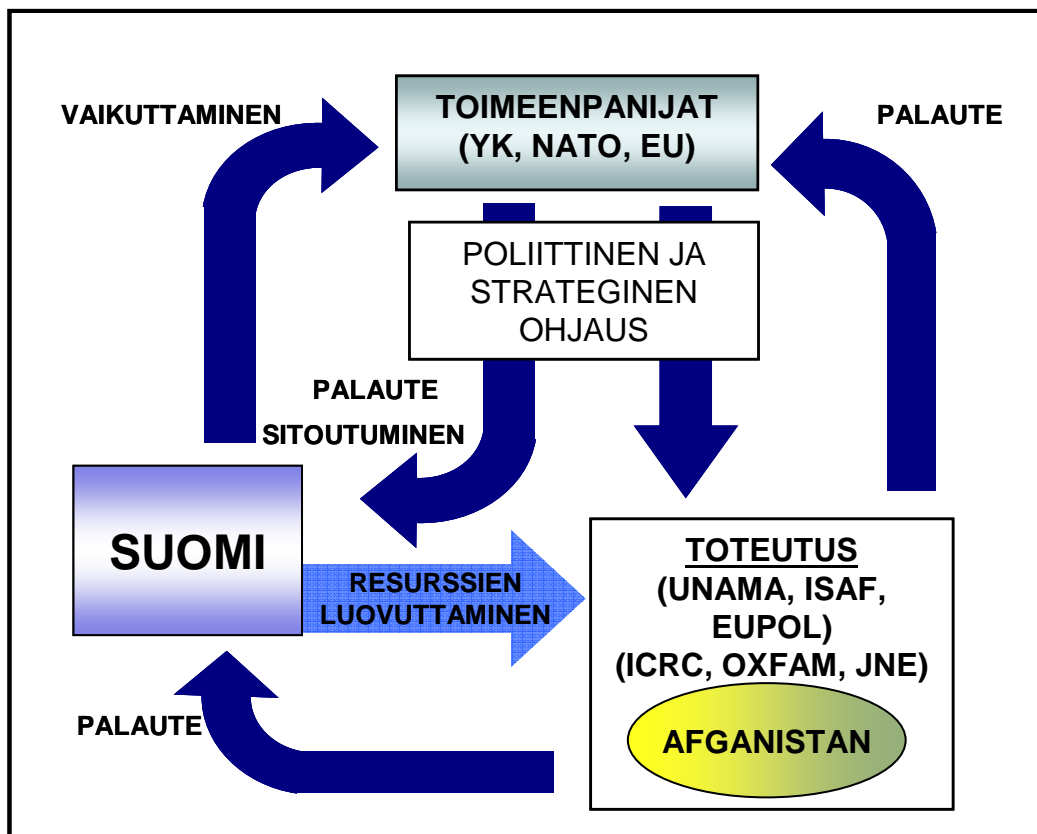 VAIKUTTAMINEN
TOIMEENPANIJAT
(YK, NATO, EU)
PALAUTE
POLIITTINEN JA
STRATEGINEN
OHJAUS
PALAUTE
SITOUTUMINEN
SUOMI
RESURSSIEN
LUOVUTTAMINEN
TOTEUTUS
(UNAMA, ISAF,
EUPOL)
(ICRC, OXFAM, JNE)
AFGANISTAN
PALAUTE